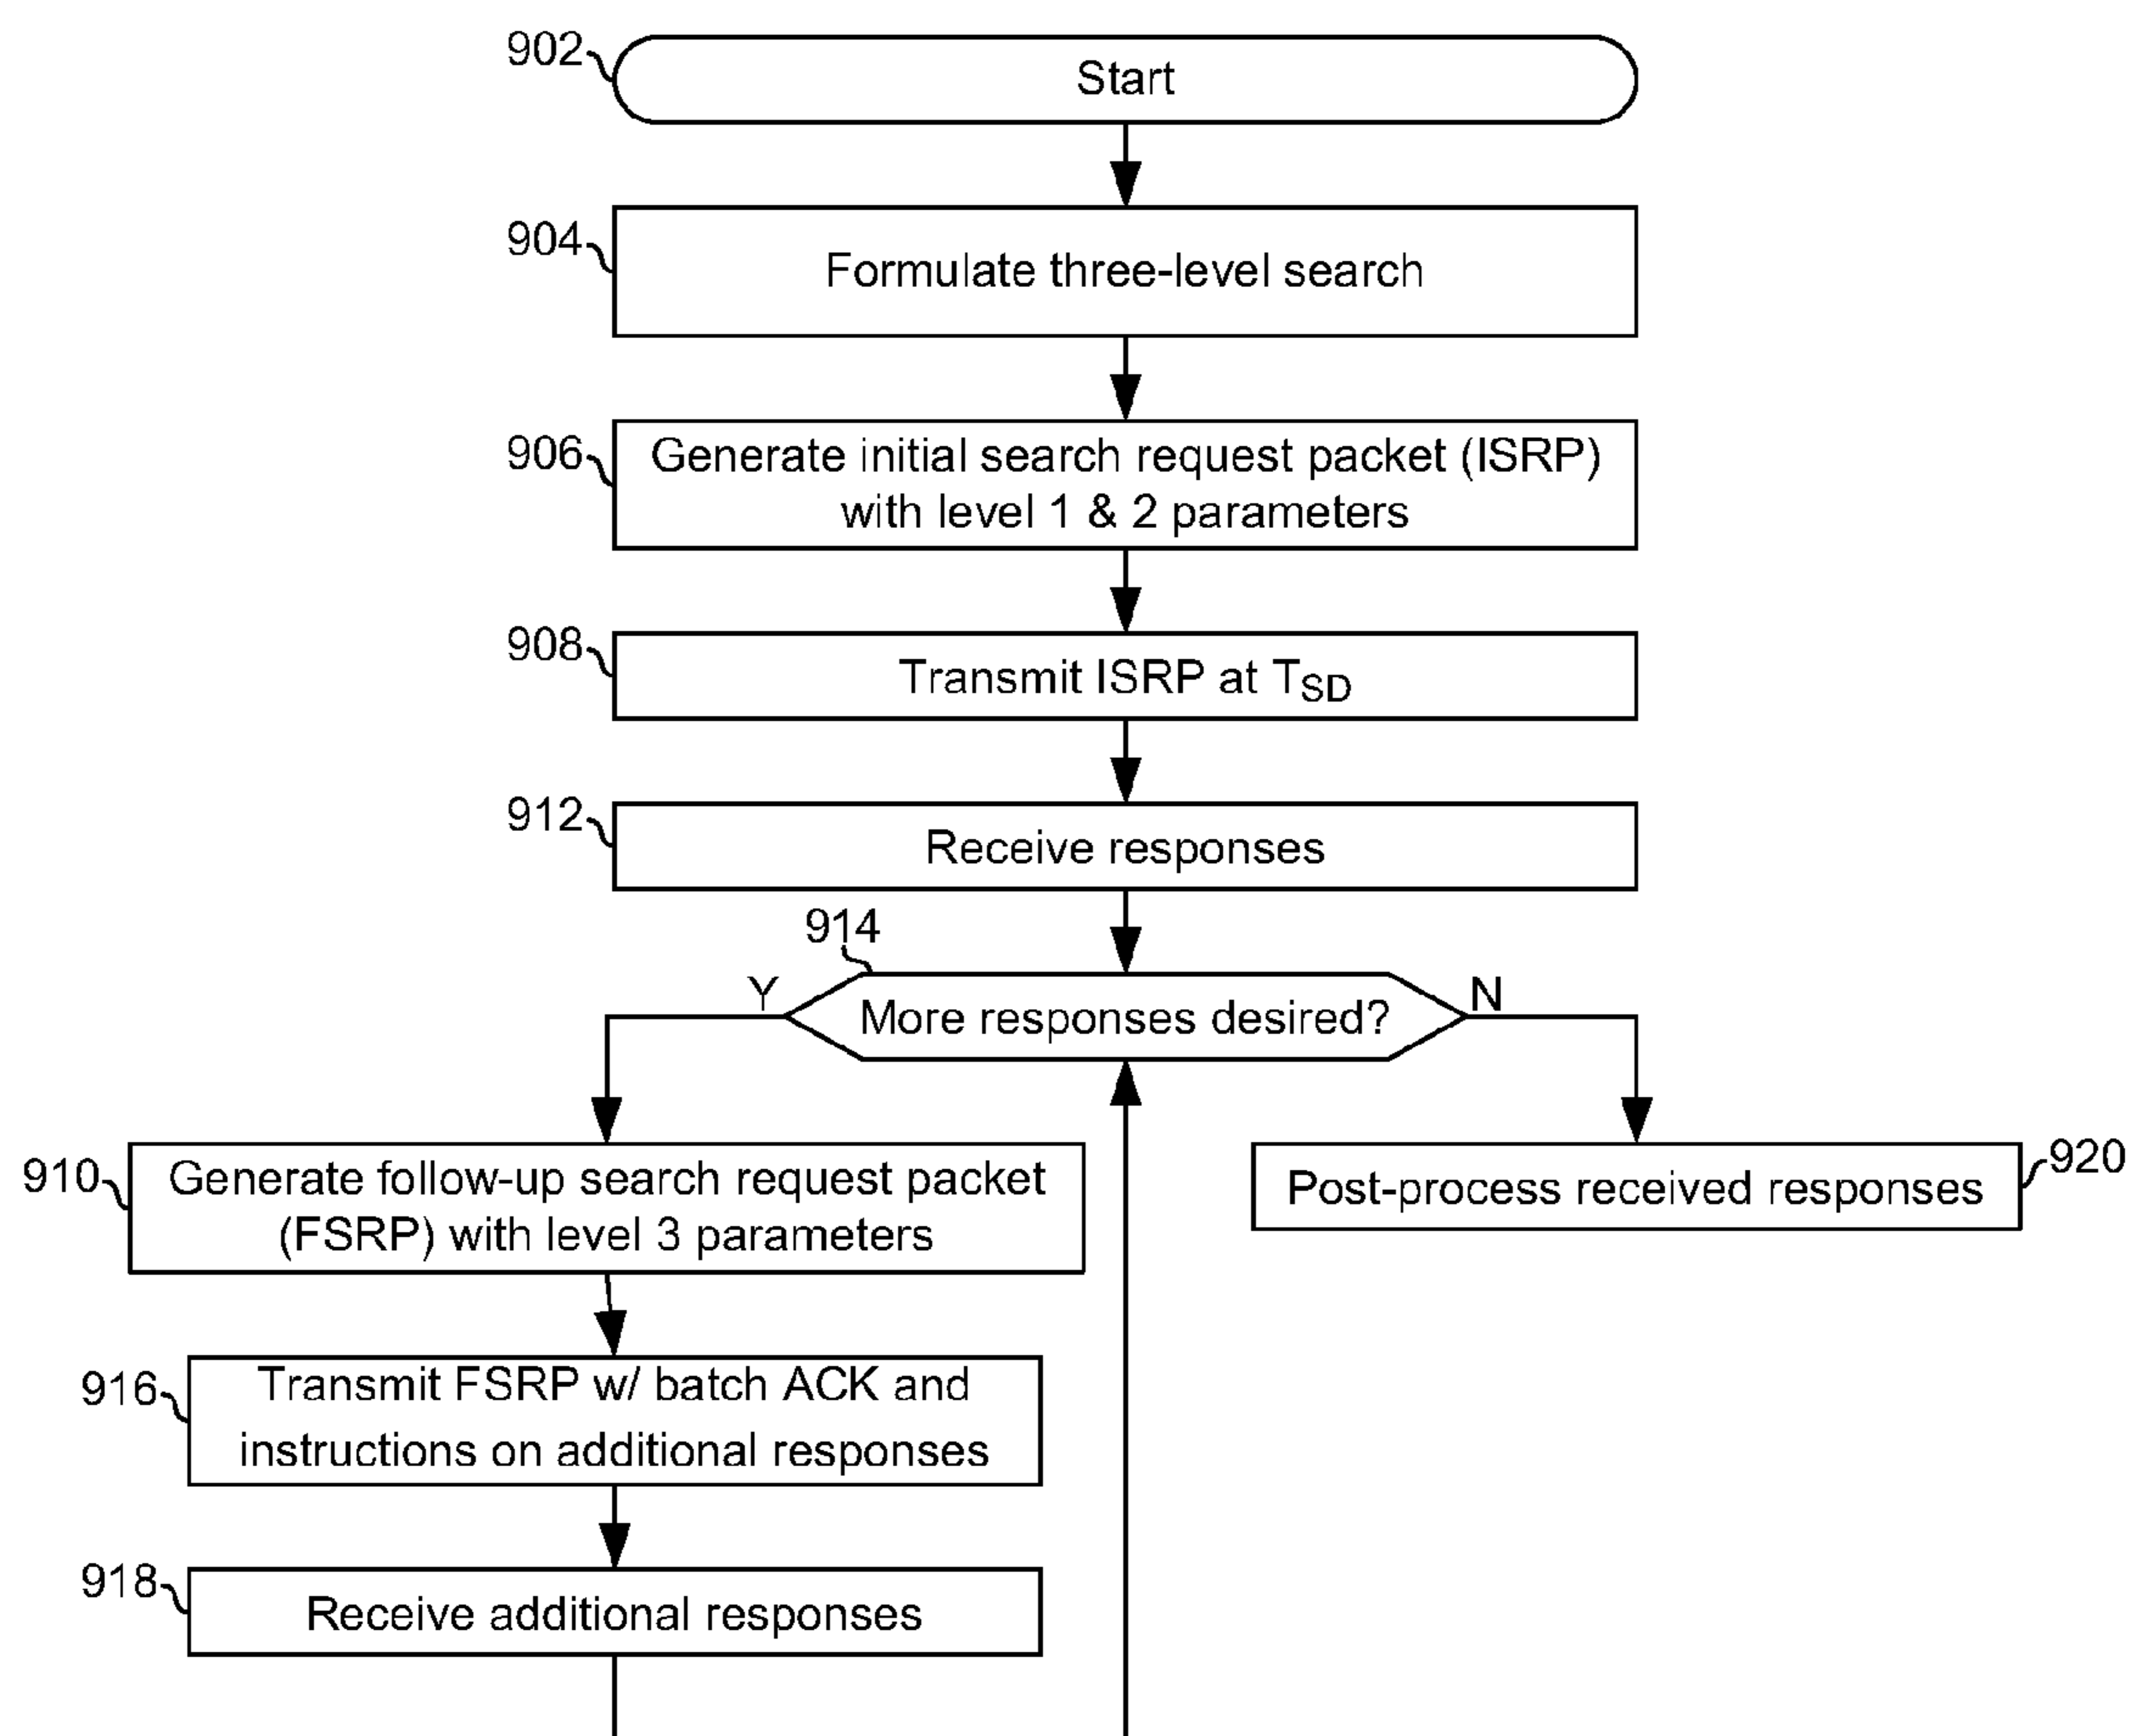 902
Start
904
Formulate three-level search
906
Generate initial search request packet (ISRP)
with level 1 & 2 parameters
908
Transmit ISRP at TSD
912
Receive responses
914
Y
More responses desired?
N
910
Generate follow-up search request packet
(FSRP) with level 3 parameters
Post-process received responses
920
916
Transmit FSRP w/ batch ACK and
instructions on additional responses
918
Receive additional responses